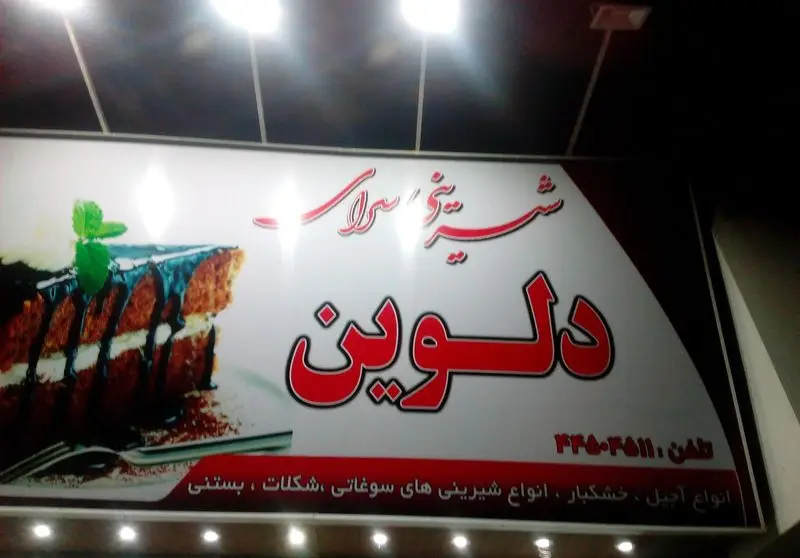 شیرینی سرای
دلوین
تلفن : ۴۴۵۰۴۵۱۱
انواع آجیل ، خشکبار ، انواع شیرینی های سوغاتی ،شکلات ، بستنی